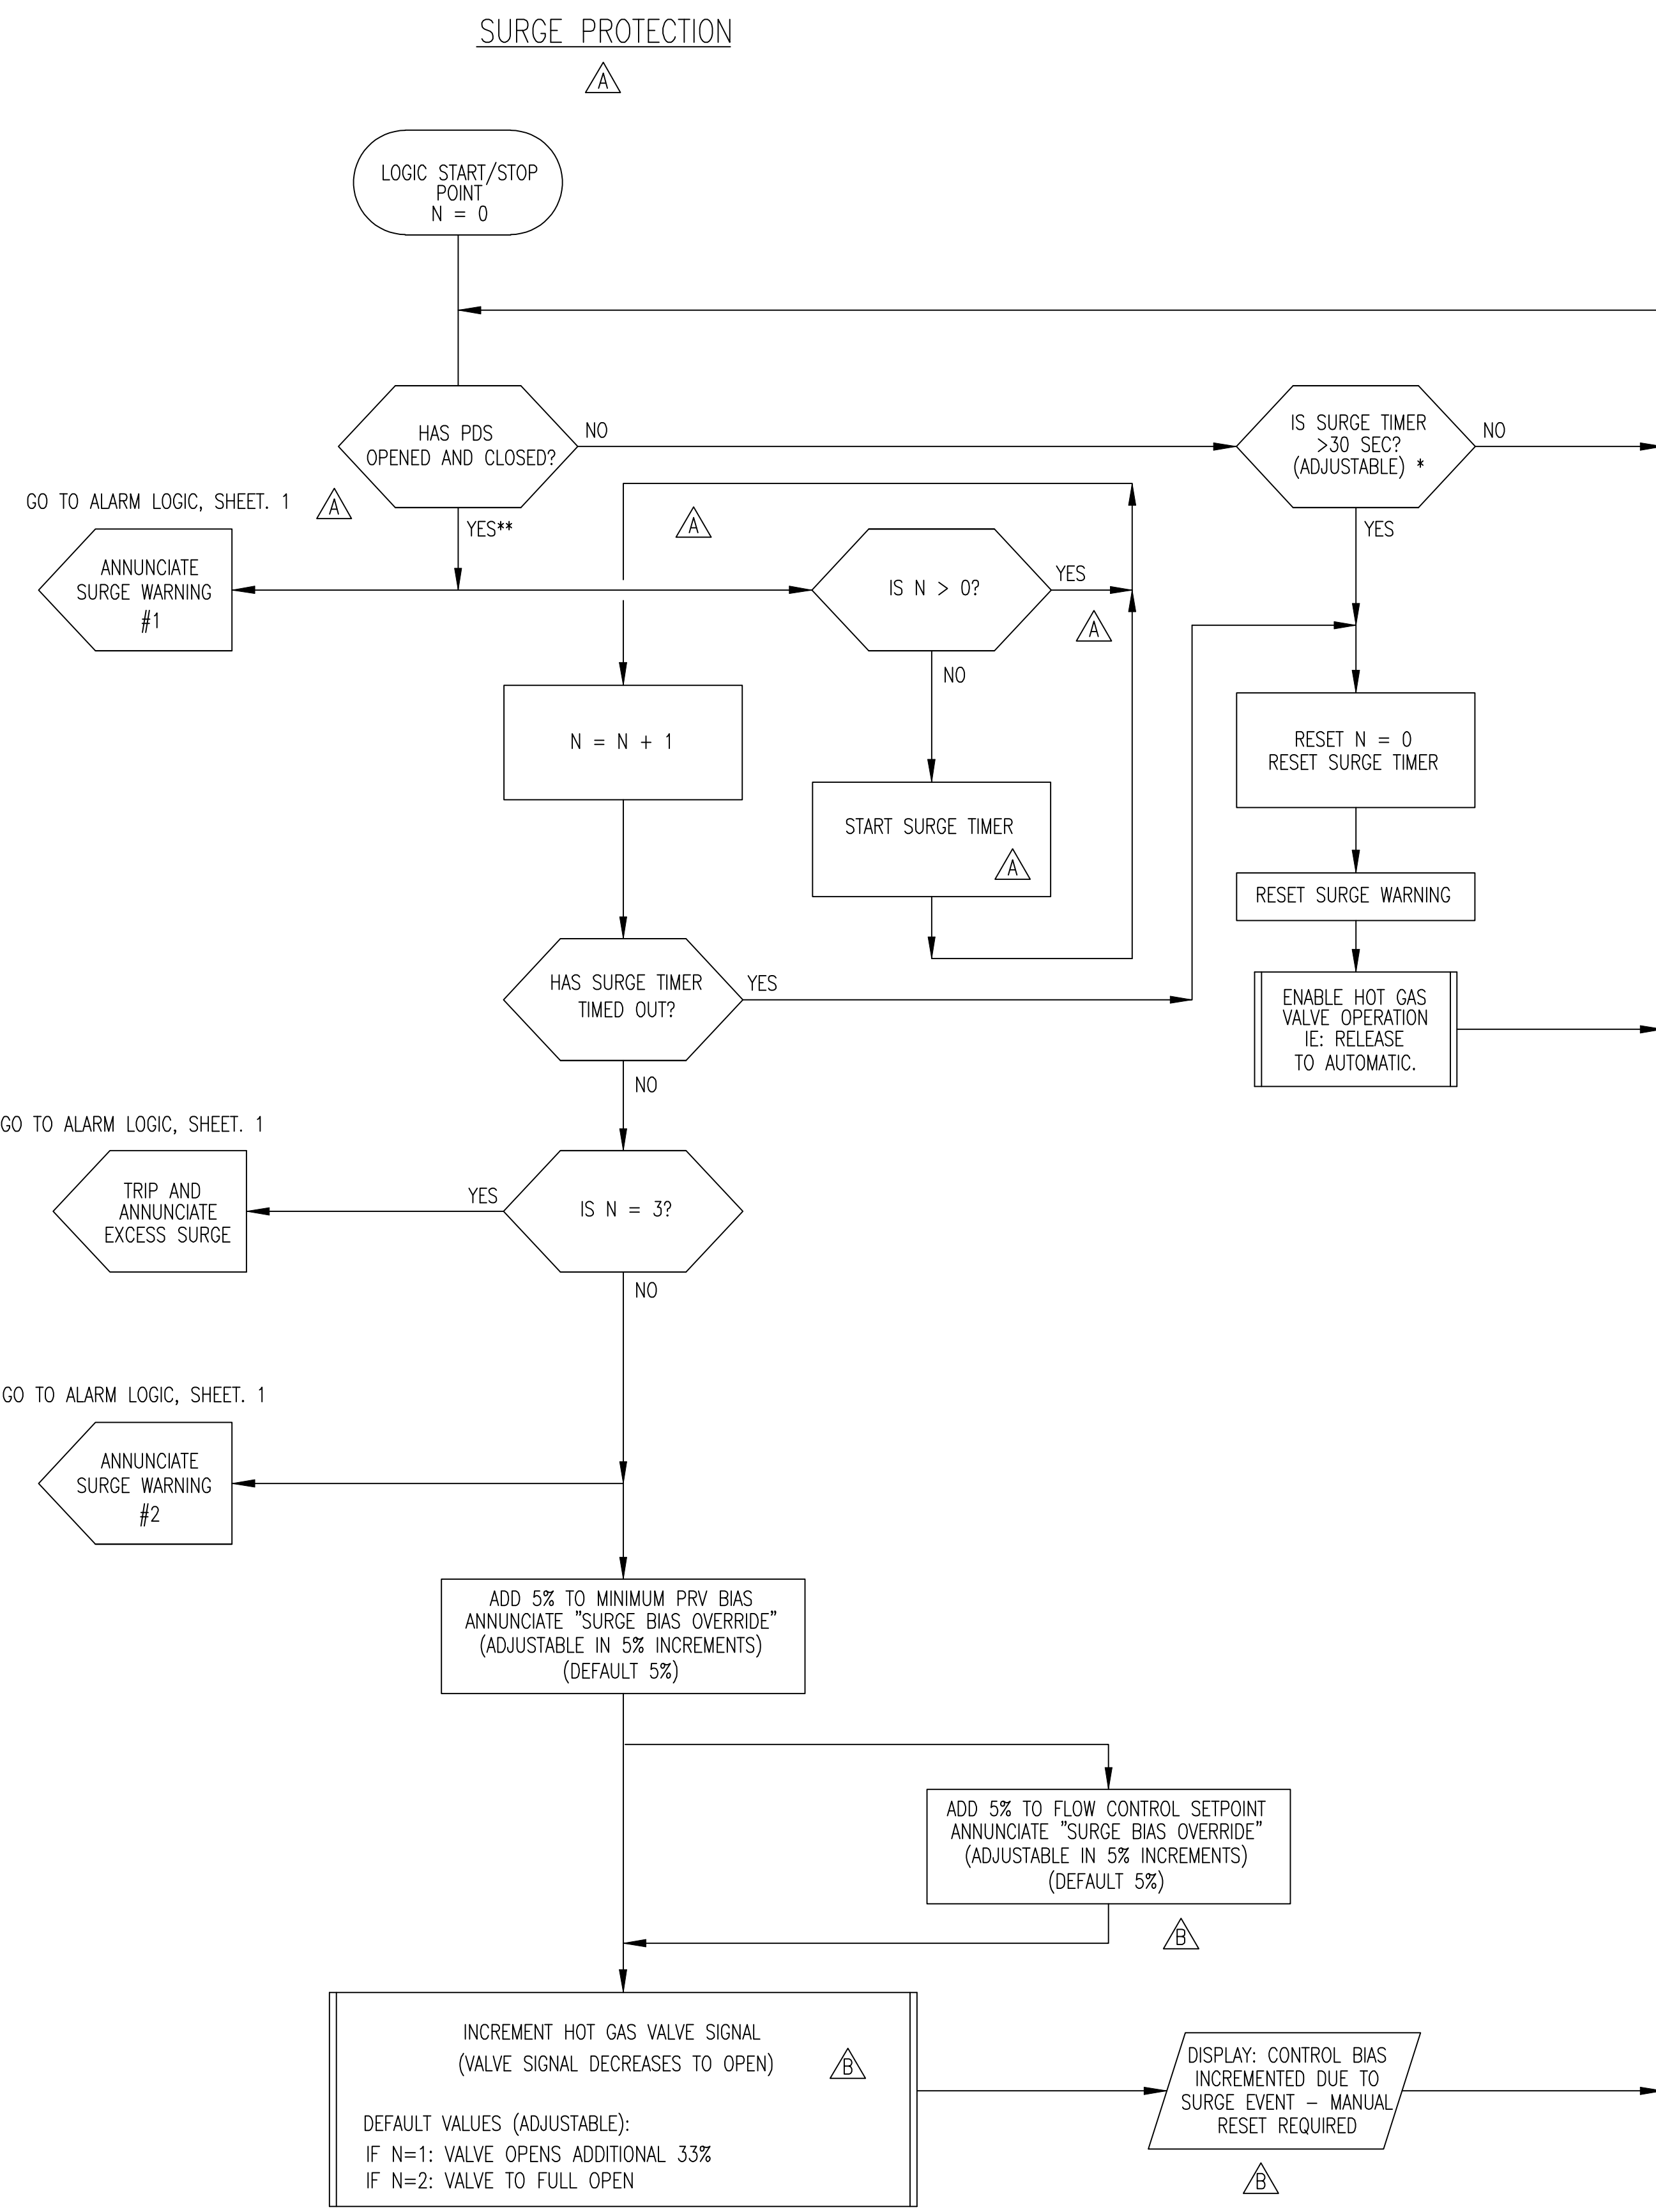 SURGE PROTECTION
A
LOGIC START/STOP
POINT
N = 0
HAS PDS
OPENED AND CLOSED?
NO
IS SURGE TIMER
>30 SEC?
(ADJUSTABLE) *
NO
YES
GO TO ALARM LOGIC, SHEET. 1
A
YES**
ANNUNCIATE
SURGE WARNING
#1
A
IS N > 0?
YES
A
NO
N = N + 1
START SURGE TIMER
A
RESET N = 0
RESET SURGE TIMER
RESET SURGE WARNING
ENABLE HOT GAS
VALVE OPERATION
IE: RELEASE
TO AUTOMATIC.
HAS SURGE TIMER
TIMED OUT?
YES
NO
GO TO ALARM LOGIC, SHEET. 1
TRIP AND
ANNUNCIATE
EXCESS SURGE
YES
IS N = 3?
NO
GO TO ALARM LOGIC, SHEET. 1
ANNUNCIATE
SURGE WARNING
#2
ADD 5% TO MINIMUM PRV BIAS
ANNUNCIATE "SURGE BIAS OVERRIDE"
(ADJUSTABLE IN 5% INCREMENTS)
(DEFAULT 5%)
ADD 5% TO FLOW CONTROL SETPOINT
ANNUNCIATE "SURGE BIAS OVERRIDE"
(ADJUSTABLE IN 5% INCREMENTS)
(DEFAULT 5%)
B
INCREMENT HOT GAS VALVE SIGNAL
(VALVE SIGNAL DECREASES TO OPEN)
B
DEFAULT VALUES (ADJUSTABLE):
IF N=1: VALVE OPENS ADDITIONAL 33%
IF N=2: VALVE TO FULL OPEN
DISPLAY: CONTROL BIAS
INCREMENTED DUE TO
SURGE EVENT – MANUAL
RESET REQUIRED
B